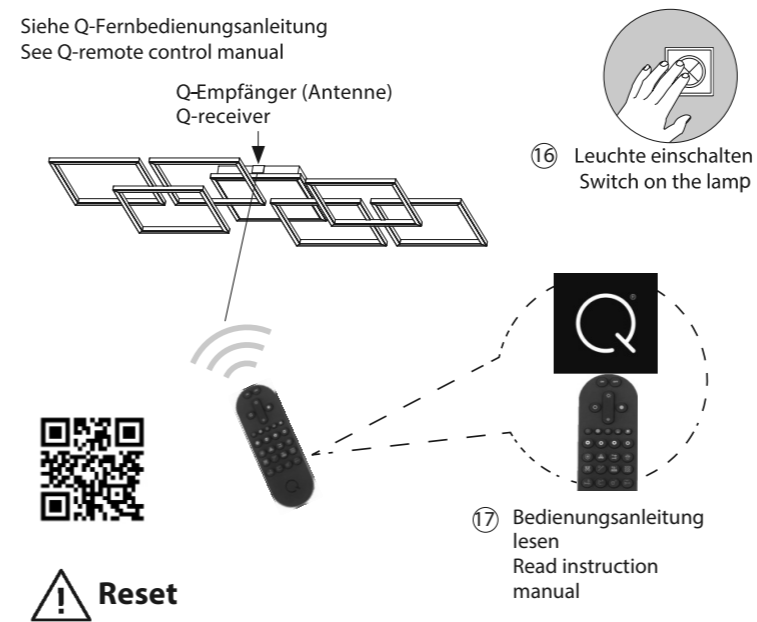 Siehe Q-Fernbedienungsanleitung
See Q-remote control manual
Q-Empfänger (Antenne)
Q-receiver
16 Leuchte einschalten
Switch on the lamp
Q®
17 Bedienungsanleitung
lesen
Read instruction
manual
! Reset